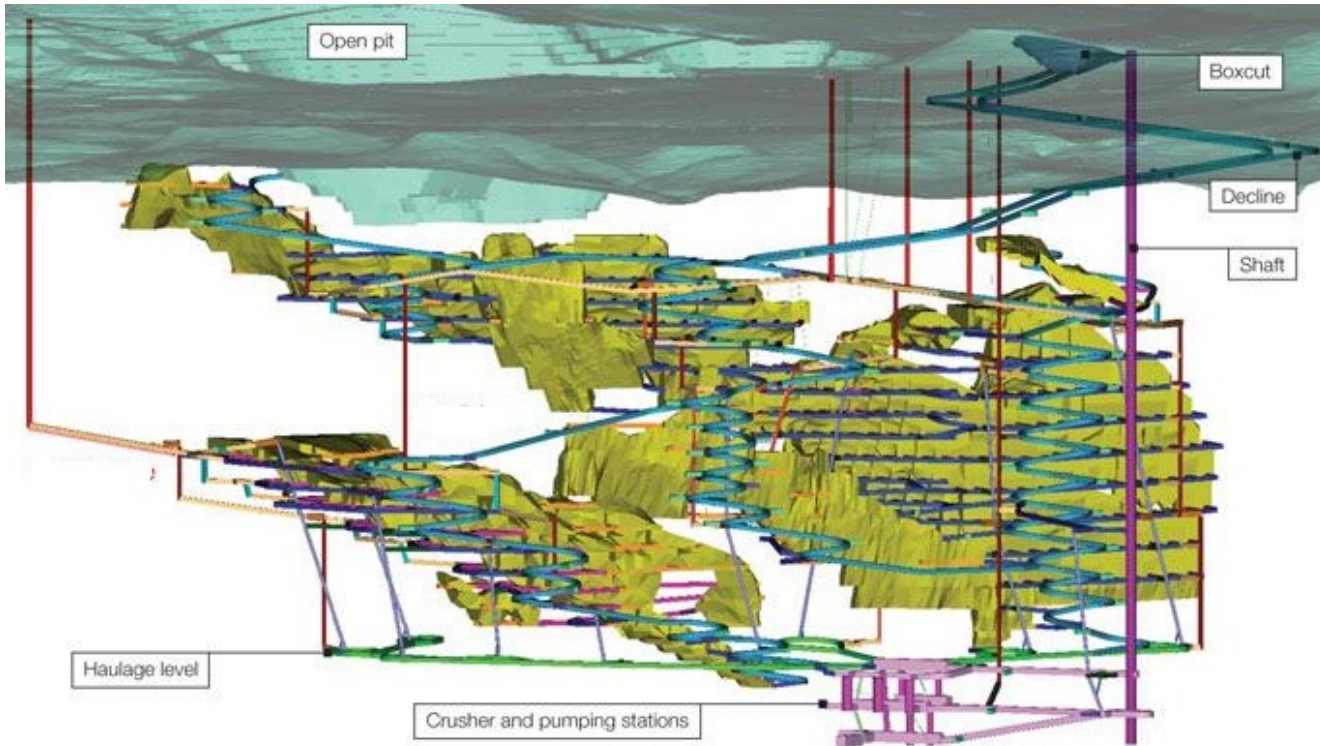 Open pit
Boxcut
Decline
Shaft
Haulage level
Crusher and pumping stations